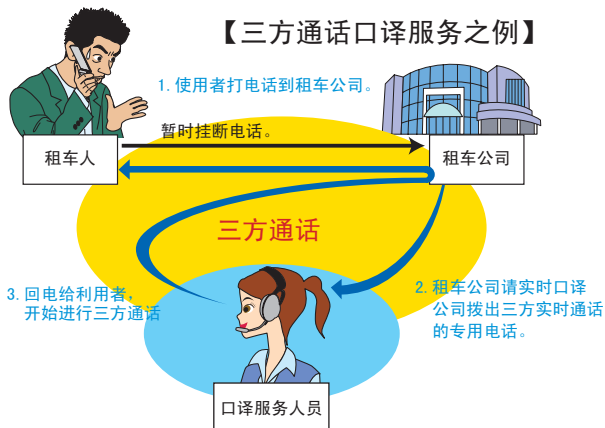 【三方通话口译服务之例】
1. 使用者打电话到租车公司。
暂时挂断电话。
租车人
租车公司
三方通话
3. 回电给利用者，
开始进行三方通话
2. 租车公司请实时口译
公司拨出三方实时通话
的专用电话。
口译服务人员